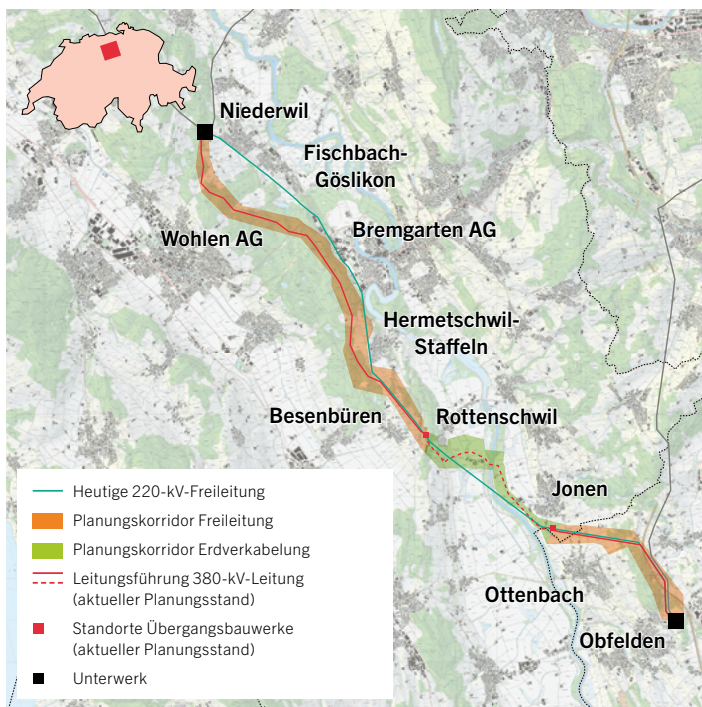 Niederwil
Fischbach-
Göslikon
Wohlen AG
Bremgarten AG
Hermetschwil-
Staffeln
Besenbüren
Rottenschwil
Jonen
Ottenbach
Obfelden
Heutige 220-kV-Freileitung
Planungskorridor Freileitung
Planungskorridor Erdverkabelung
Leitungsführung 380-kV-Leitung
(aktueller Planungsstand)
Standorte Übergangsbauwerke
(aktueller Planungsstand)
Unterwerk